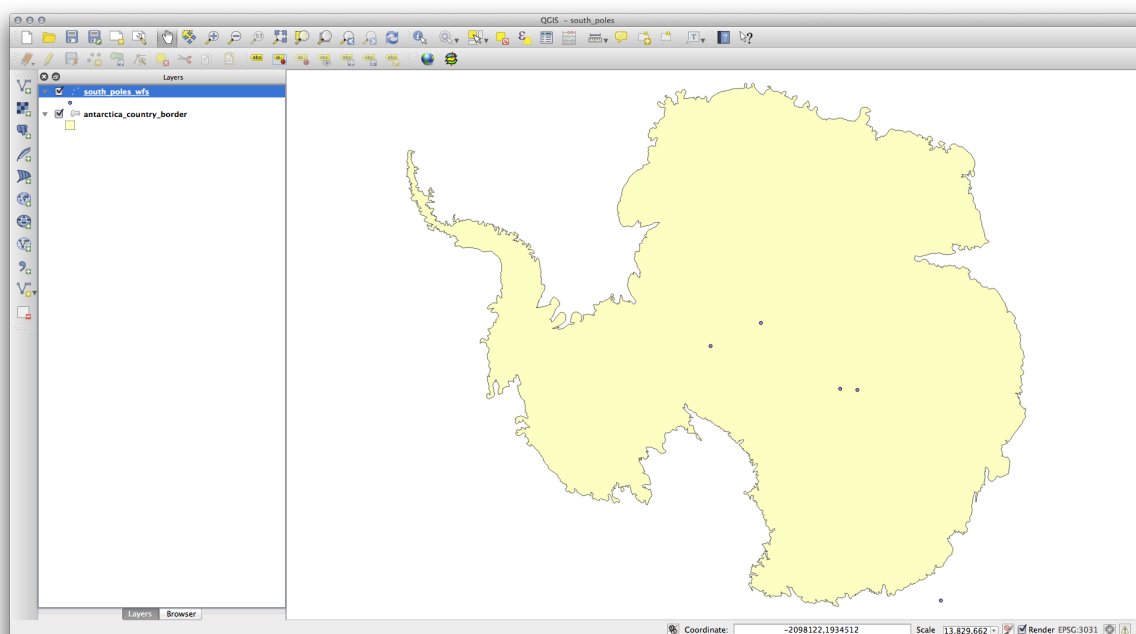 QGIS - south_poles
Layers
south_poles_wfs
antarctica_country_border
Layers
Browser
Coordinate:
-2098122,1934512
Scale
13,829,662
Render
EPSG:3031